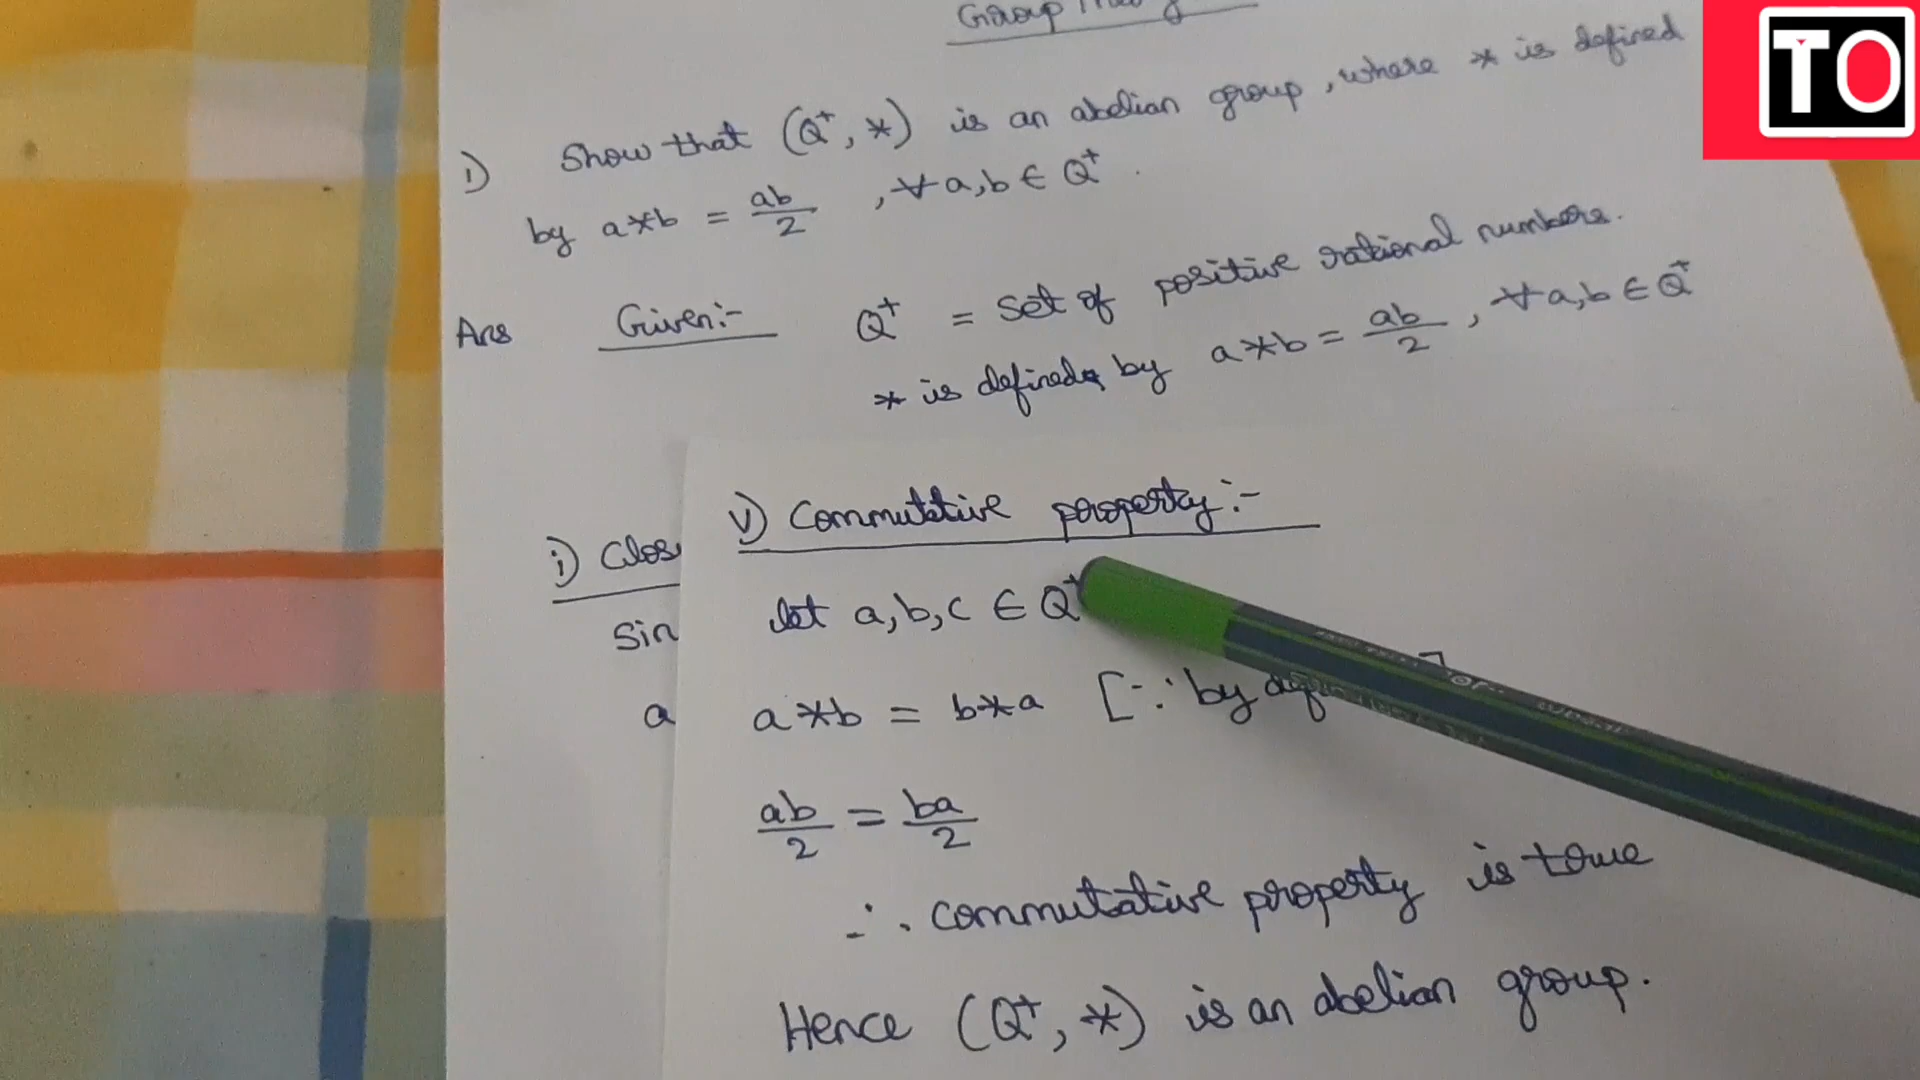 TO
Group
1) Show that (Q⁺, *) is an abelian group, where * is defined
by a*b = ab/2 , ∀ a,b ∈ Q⁺.
Ans Given:- Q⁺ = Set of positive rational numbers.
* is defined by a*b = ab/2 , ∀ a,b ∈ Q⁺
i) Clos
Sin
a
v) Commutative property:-
let a,b,c ∈ Q⁺
a*b = b*a [∵ by
ab/2 = ba/2
∴ commutative property is true
Hence (Q⁺, *) is an abelian group.